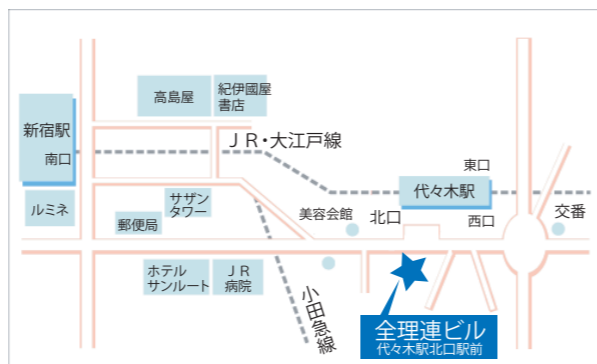 高島屋
紀伊國屋
書店
新宿駅
南口
JR・大江戸線
東口
代々木駅
ルミネ
サザン
タワー
郵便局
美容会館
北口
西口
交番
ホテル
サンルート
JR
病院
小田急線
全理連ビル
代々木駅北口駅前